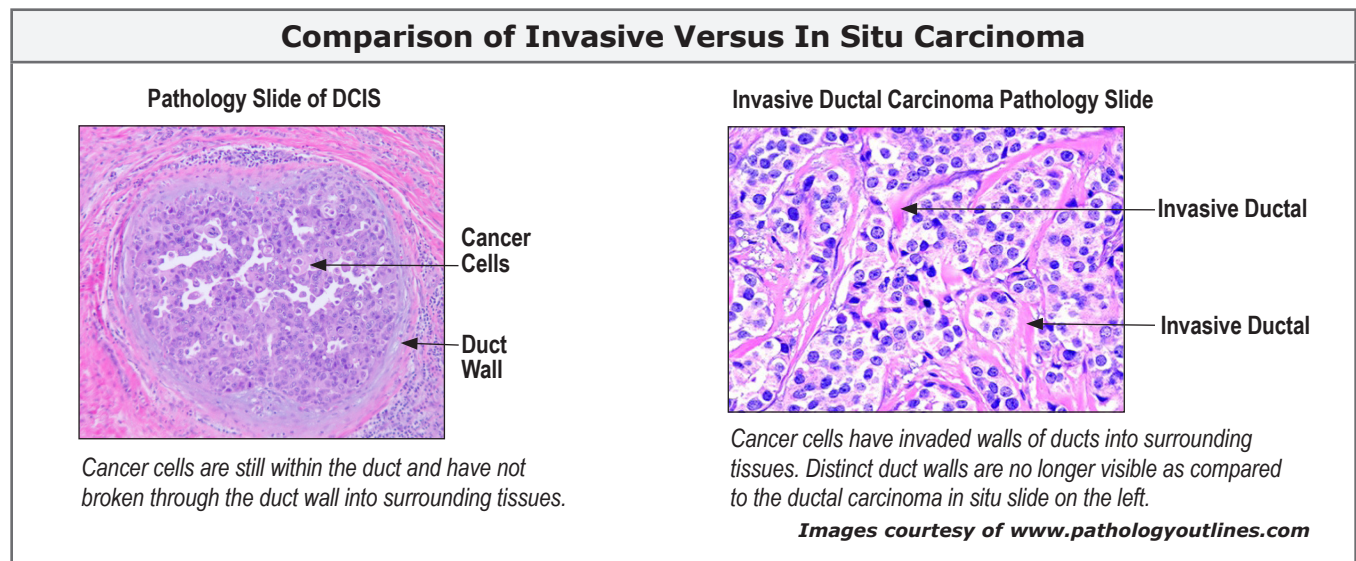 Comparison of Invasive Versus In Situ Carcinoma
Pathology Slide of DCIS
Cancer
Cells
Duct
Wall
Cancer cells are still within the duct and have not
broken through the duct wall into surrounding tissues.
Invasive Ductal Carcinoma Pathology Slide
Invasive Ductal
Invasive Ductal
Cancer cells have invaded walls of ducts into surrounding
tissues. Distinct duct walls are no longer visible as compared
to the ductal carcinoma in situ slide on the left.
Images courtesy of www.pathologyoutlines.com